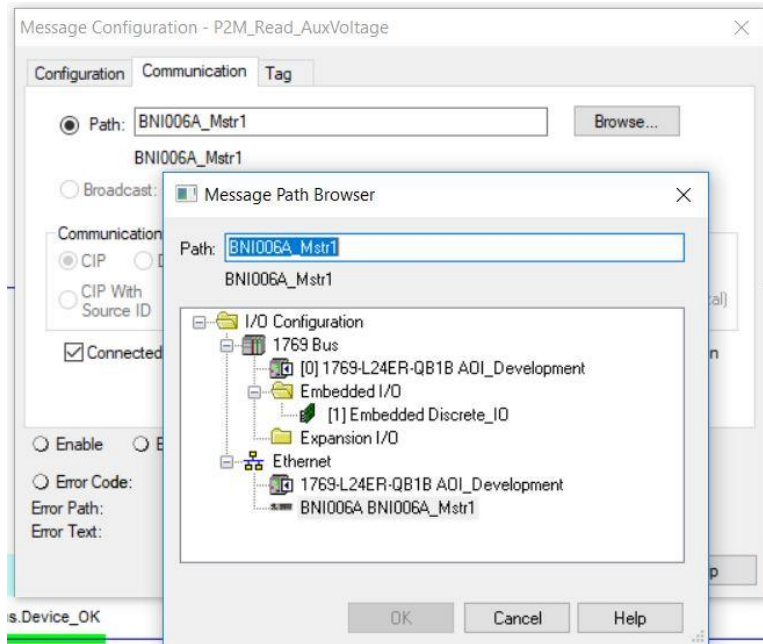 Message Configuration - P2M_Read_AuxVoltage
Configuration Communication Tag
Path: BNI006A_Mstr1 Browse...
BNI006A_Mstr1
Broadcast:
Message Path Browser
Communication
Path: BNI006A_Mstr1
CIP
BNI006A_Mstr1
CIP With
Source ID
I/O Configuration
1769 Bus
Connected
[0] 1769-L24ER-QB1B AOI_Development
Embedded I/O
[1] Embedded Discrete_IO
Expansion I/O
Enable
Ethernet
1769-L24ER-QB1B AOI_Development
Error Code:
BNI006A BNI006A_Mstr1
Error Path:
Error Text:
OK Cancel Help
s.Device_OK